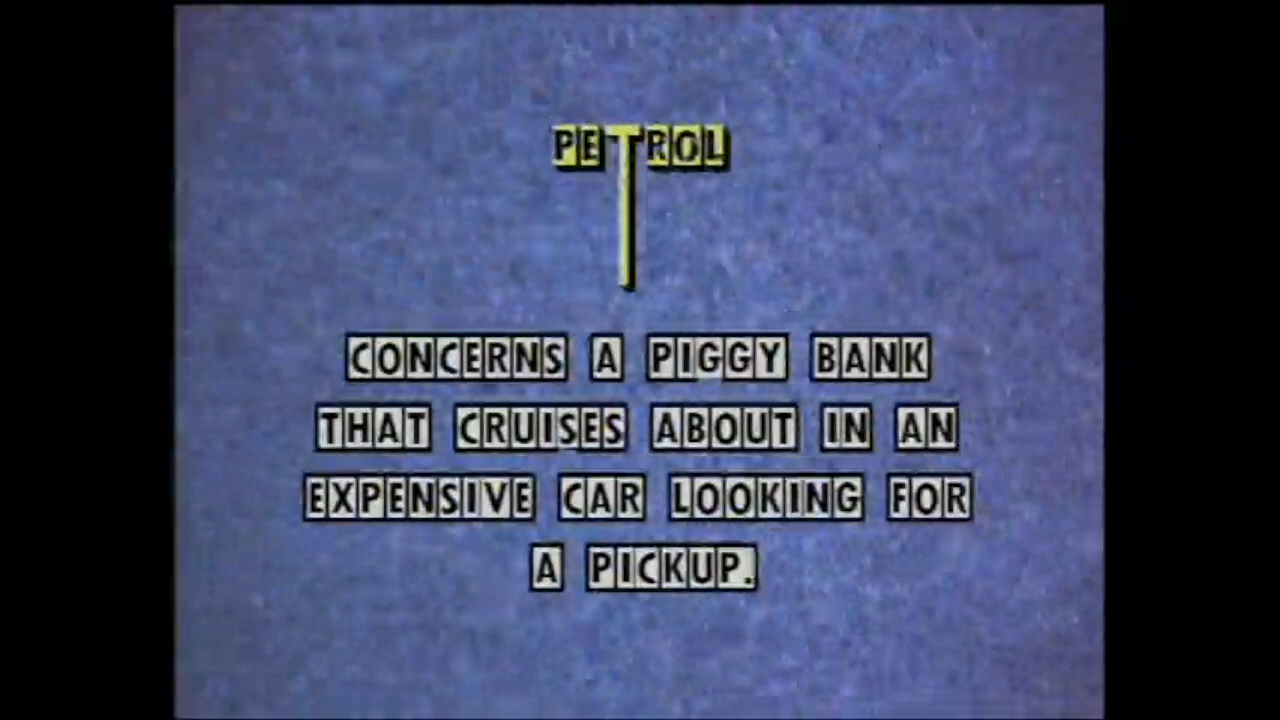 PETROL
CONCERNS A PIGGY BANK
THAT CRUISES ABOUT IN AN
EXPENSIVE CAR LOOKING FOR
A PICKUP.